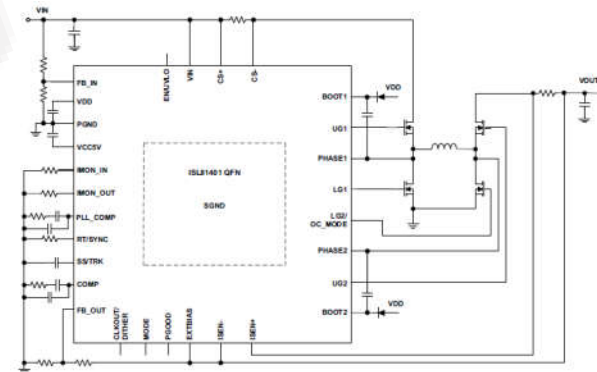 VIN
VOUT
EN/UVLO
VIN
CS+
CS-
FB_IN
VDD
PGND
VCC5V
IMON_IN
IMON_OUT
PLL_COMP
RT/SYNC
SS/TRK
COMP
FB_OUT
ISL81401 QFN
SGND
BOOT1
VDD
UG1
PHASE1
LG1
LG2/
OC_MODE
PHASE2
UG2
BOOT2
VDD
CLKOUT/
DITHER
MODE
PGOOD
EXTBIAS
ISEN-
ISEN+